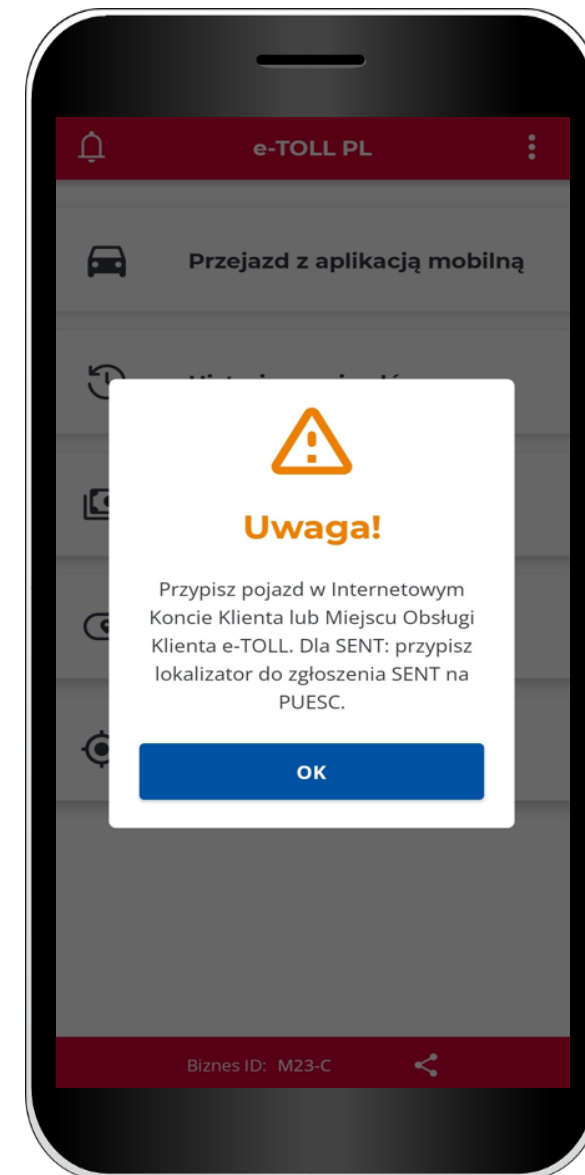 e-TOLL PL
Przejazd z aplikacją mobilną
Uwaga!
Przypisz pojazd w Internetowym
Koncie Klienta lub Miejscu Obsługi
Klienta e-TOLL. Dla SENT: przypisz
lokalizator do zgłoszenia SENT na
PUESC.
OK
Biznes ID: M23-C